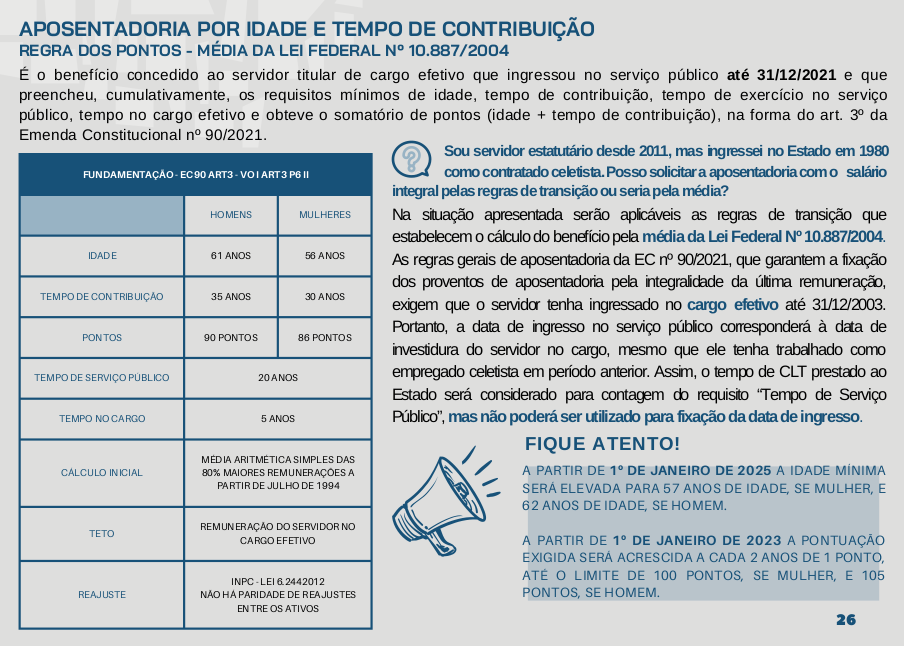 APOSENTADORIA POR IDADE E TEMPO DE CONTRIBUIÇÃO
REGRA DOS PONTOS - MÉDIA DA LEI FEDERAL Nº 10.887/2004
É o benefício concedido ao servidor titular de cargo efetivo que ingressou no serviço público até 31/12/2021 e que
preencheu, cumulativamente, os requisitos mínimos de idade, tempo de contribuição, tempo de exercício no serviço
público, tempo no cargo efetivo e obteve o somatório de pontos (idade + tempo de contribuição), na forma do art. 3º da
Emenda Constitucional nº 90/2021.
FUNDAMENTAÇÃO - EC 90 ART3 - VO I ART 3 P6 II
HOMENS MULHERES
IDADE 61 ANOS 56 ANOS
TEMPO DE CONTRIBUIÇÃO 35 ANOS 30 ANOS
PONTOS 90 PONTOS 86 PONTOS
TEMPO DE SERVIÇO PÚBLICO 20 ANOS
TEMPO NO CARGO 5 ANOS
CÁLCULO INICIAL
MÉDIA ARITMÉTICA SIMPLES DAS
80% MAIORES REMUNERAÇÕES A
PARTIR DE JULHO DE 1994
TETO
REMUNERAÇÃO DO SERVIDOR NO
CARGO EFETIVO
REAJUSTE
INPC - LEI 6.2442012
NÃO HÁ PARIDADE DE REAJUSTES
ENTRE OS ATIVOS
Sou servidor estatutário desde 2011, mas ingressei no Estado em 1980
como contratado celetista. Posso solicitar a aposentadoria com o salário
integral pelas regras de transição ou seria pela média?
Na situação apresentada serão aplicáveis as regras de transição que
estabelecem o cálculo do benefício pela média da Lei Federal Nº 10.887/2004.
As regras gerais de aposentadoria da EC nº 90/2021, que garantem a fixação
dos proventos de aposentadoria pela integralidade da última remuneração,
exigem que o servidor tenha ingressado no cargo efetivo até 31/12/2003.
Portanto, a data de ingresso no serviço público corresponderá à data de
investidura do servidor no cargo, mesmo que ele tenha trabalhado como
empregado celetista em período anterior. Assim, o tempo de CLT prestado ao
Estado será considerado para contagem do requisito “Tempo de Serviço
Público”, mas não poderá ser utilizado para fixação da data de ingresso.
FIQUE ATENTO!
A PARTIR DE 1º DE JANEIRO DE 2025 A IDADE MÍNIMA
SERÁ ELEVADA PARA 57 ANOS DE IDADE, SE MULHER, E
62 ANOS DE IDADE, SE HOMEM.
A PARTIR DE 1º DE JANEIRO DE 2023 A PONTUAÇÃO
EXIGIDA SERÁ ACRESCIDA A CADA 2 ANOS DE 1 PONTO,
ATÉ O LIMITE DE 100 PONTOS, SE MULHER, E 105
PONTOS, SE HOMEM.
26